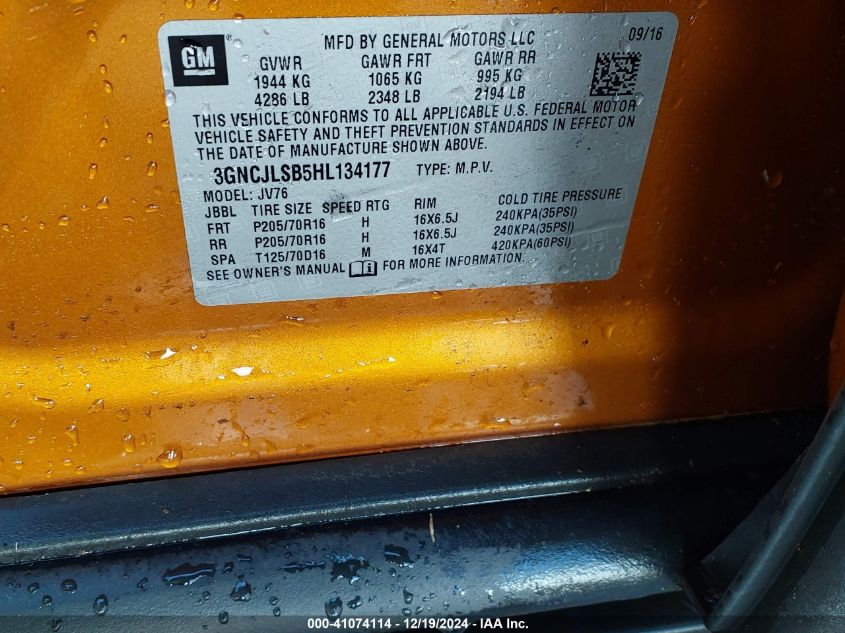 GM
MFD BY GENERAL MOTORS LLC 09/16
GVWR GAWR FRT GAWR RR
1944 KG 1065 KG 995 KG
4286 LB 2348 LB 2194 LB
THIS VEHICLE CONFORMS TO ALL APPLICABLE U.S. FEDERAL MOTOR
VEHICLE SAFETY AND THEFT PREVENTION STANDARDS IN EFFECT ON
THE DATE OF MANUFACTURE SHOWN ABOVE.
3GNCJLSB5HL134177 TYPE: M.P.V.
MODEL: JV76
JBBL TIRE SIZE SPEED RTG RIM COLD TIRE PRESSURE
FRT P205/70R16 H 16X6.5J 240KPA(35PSI)
RR P205/70R16 H 16X6.5J 240KPA(35PSI)
SPA T125/70D16 M 16X4T 420KPA(60PSI)
SEE OWNER'S MANUAL FOR MORE INFORMATION.
000-41074114 - 12/19/2024 - IAA Inc.